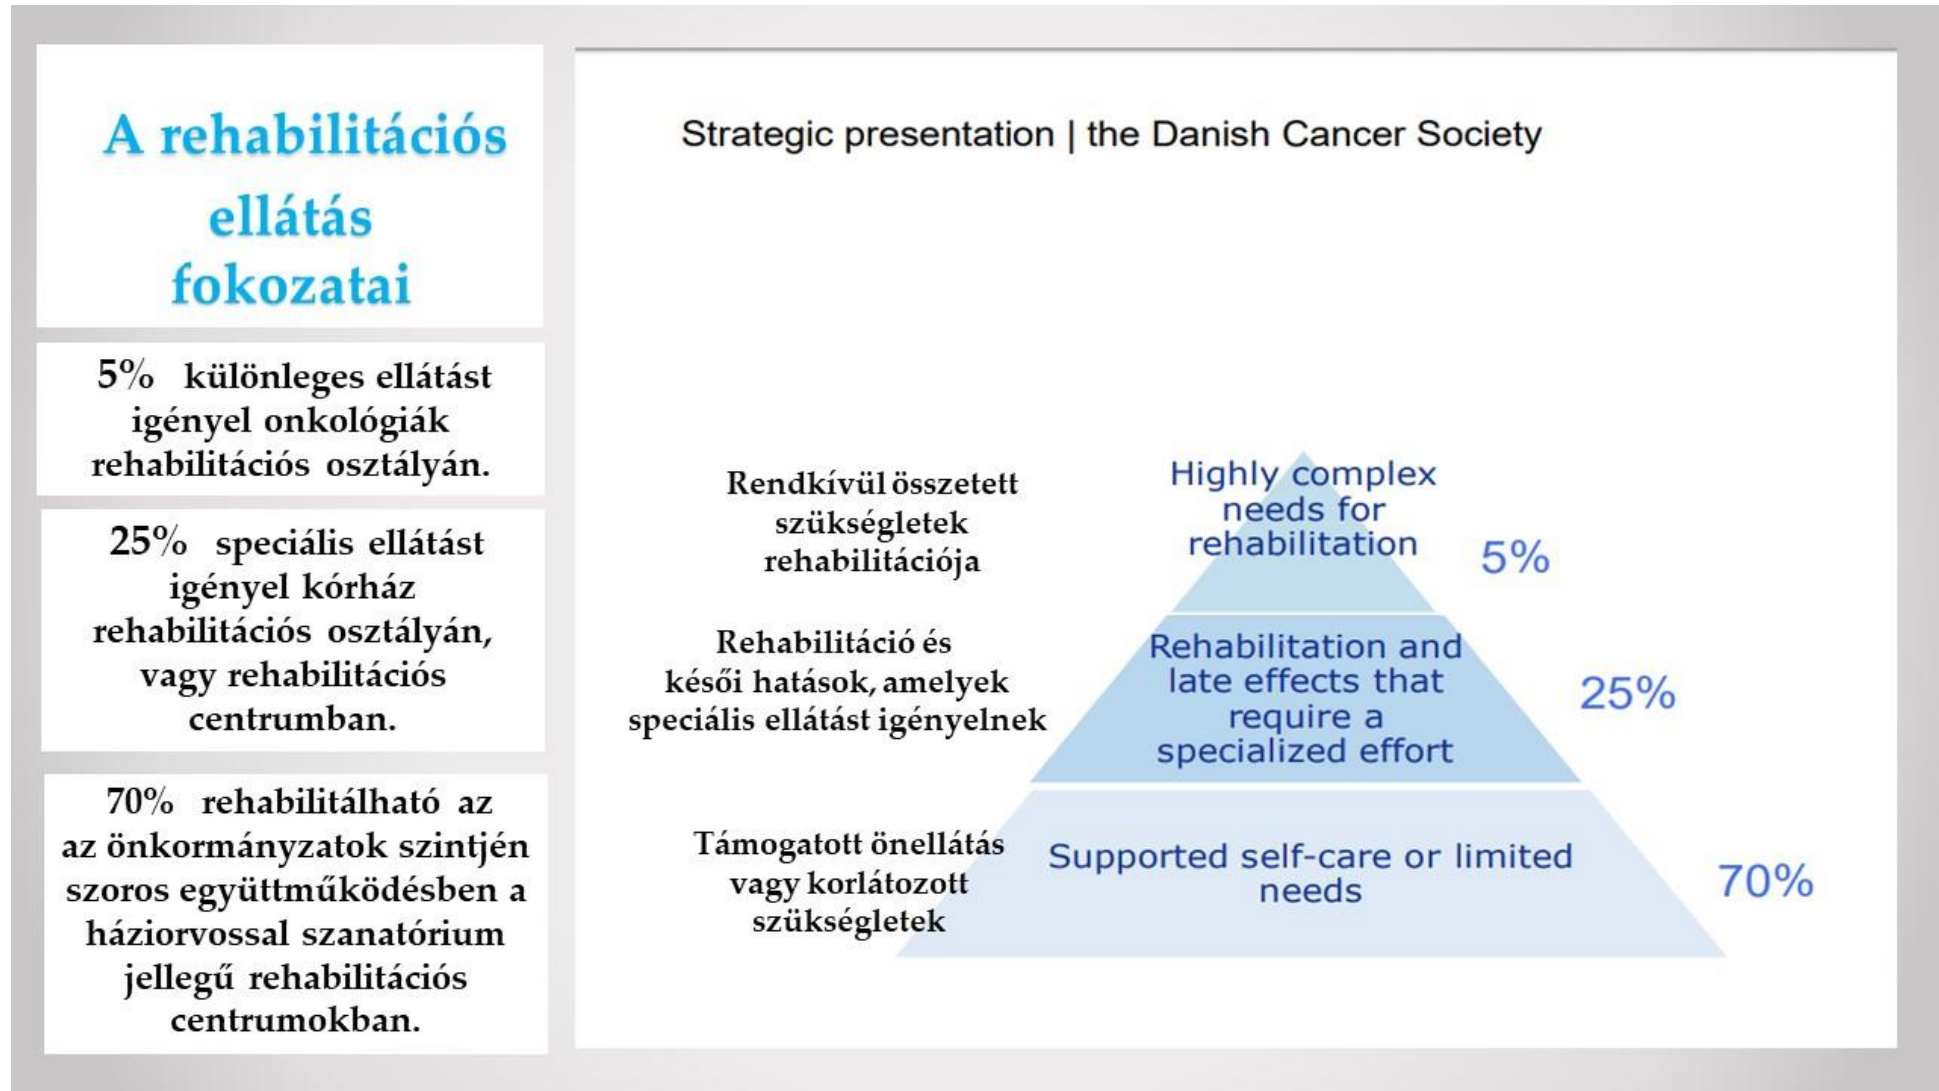 A rehabilitációs
ellátás
fokozatai
5% különleges ellátást
igényel onkológiák
rehabilitációs osztályán.
25% speciális ellátást
igényel kórház
rehabilitációs osztályán,
vagy rehabilitációs
centrumban.
70% rehabilitálható az
az önkormányzatok szintjén
szoros együttműködésben a
háziorvossal szanatórium
jellegű rehabilitációs
centrumokban.
Strategic presentation | the Danish Cancer Society
Rendkívül összetett
szükségletek
rehabilitációja
Highly complex
needs for
rehabilitation
5%
Rehabilitáció és
késői hatások, amelyek
speciális ellátást igényelnek
Rehabilitation and
late effects that
require a
specialized effort
25%
Támogatott önellátás
vagy korlátozott
szükségletek
Supported self-care or limited
needs
70%